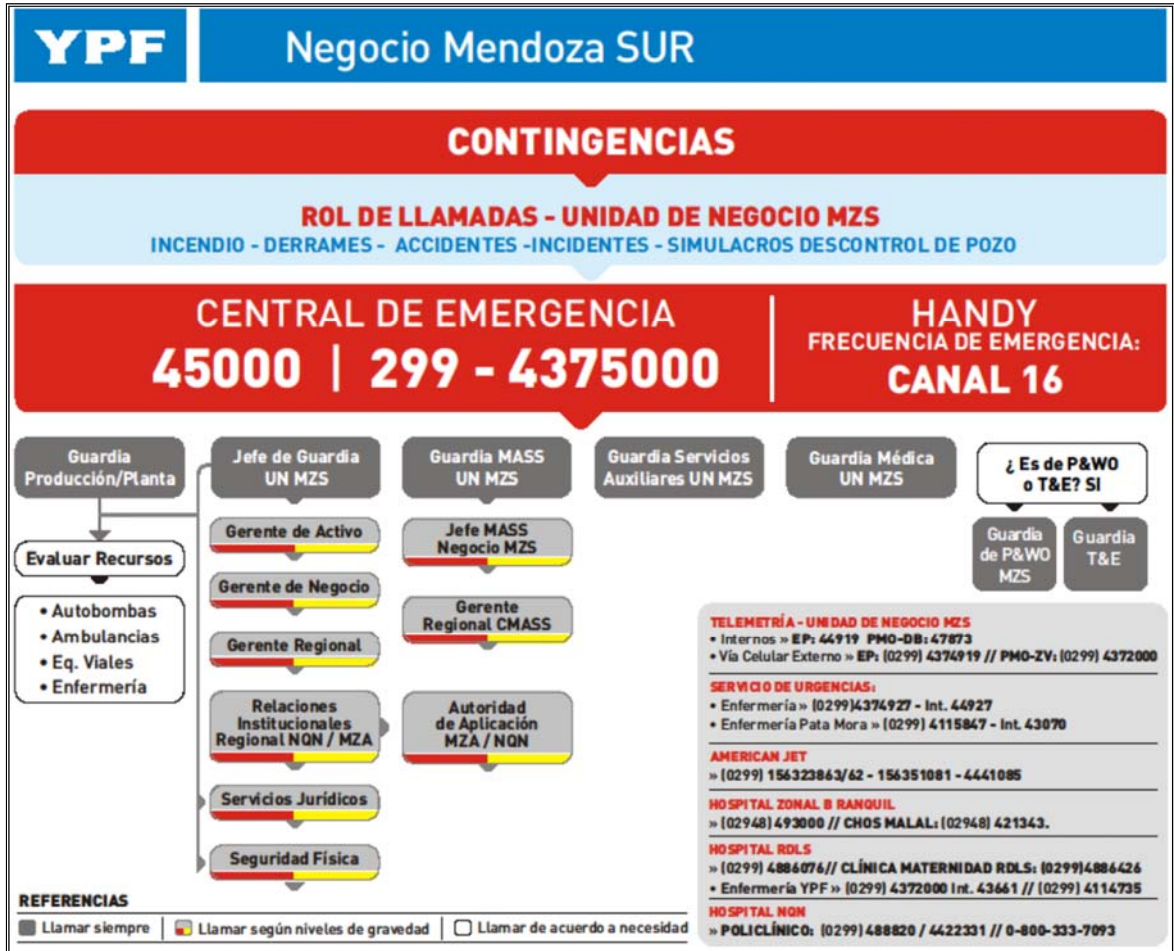 YPF
Negocio Mendoza SUR
CONTINGENCIAS
ROL DE LLAMADAS - UNIDAD DE NEGOCIO MZS
INCENDIO - DERRAMES - ACCIDENTES -INCIDENTES - SIMULACROS DESCONTROL DE POZO
CENTRAL DE EMERGENCIA
45000 | 299 - 4375000
HANDY
FRECUENCIA DE EMERGENCIA:
CANAL 16
Guardia
Producción/Planta
Evaluar Recursos
• Autobombas
• Ambulancias
• Eq. Viales
• Enfermería
Jefe de Guardia
UN MZS
Gerente de Activo
Gerente de Negocio
Gerente Regional
Relaciones
Institucionales
Regional NQN / MZA
Servicios Jurídicos
Seguridad Física
Guardia MASS
UN MZS
Jefe MASS
Negocio MZS
Gerente
Regional CMASS
Autoridad
de Aplicación
MZA / NQN
Guardia Servicios
Auxiliares UN MZS
Guardia Médica
UN MZS
¿ Es de P&WO
o T&E? SI
Guardia
de P&WO
MZS
Guardia
T&E
TELEMETRÍA - UNIDAD DE NEGOCIO MZS
• Internos » EP: 44919 PMO-DB: 47873
• Vía Celular Externo » EP: (0299) 4374919 // PMO-ZV: (0299) 4372000
SERVICIO DE URGENCIAS:
• Enfermería » (0299)4374927 - Int. 44927
• Enfermería Pata Mora » (0299) 4115847 - Int. 43070
AMERICAN JET
» (0299) 156323863/62 - 156351081 - 4441085
HOSPITAL ZONAL B RANQUIL
» (02948) 493000 // CHOS MALAL: (02948) 421343.
HOSPITAL RDLS
» (0299) 4886076// CLÍNICA MATERNIDAD RDLS: (0299)4886426
• Enfermería YPF » (0299) 4372000 Int. 43661 // (0299) 4114735
HOSPITAL NQN
» POLICLÍNICO: (0299) 488820 / 4422331 // 0-800-333-7093
REFERENCIAS
Llamar siempre | Llamar según niveles de gravedad | Llamar de acuerdo a necesidad